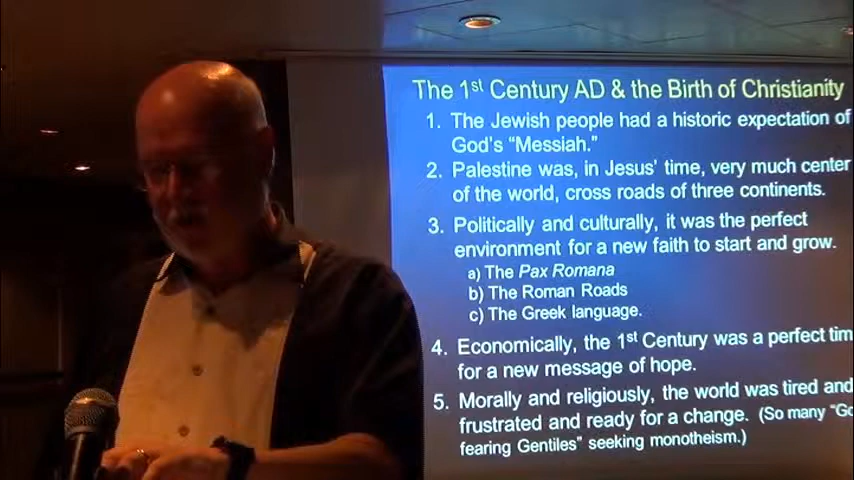 The 1st Century AD & the Birth of Christianity
1. The Jewish people had a historic expectation of
God's "Messiah."
2. Palestine was, in Jesus' time, very much center
of the world, cross roads of three continents.
3. Politically and culturally, it was the perfect
environment for a new faith to start and grow.
a) The Pax Romana
b) The Roman Roads
c) The Greek language.
4. Economically, the 1st Century was a perfect tim
for a new message of hope.
5. Morally and religiously, the world was tired and
frustrated and ready for a change. (So many "Go
fearing Gentiles" seeking monotheism.)